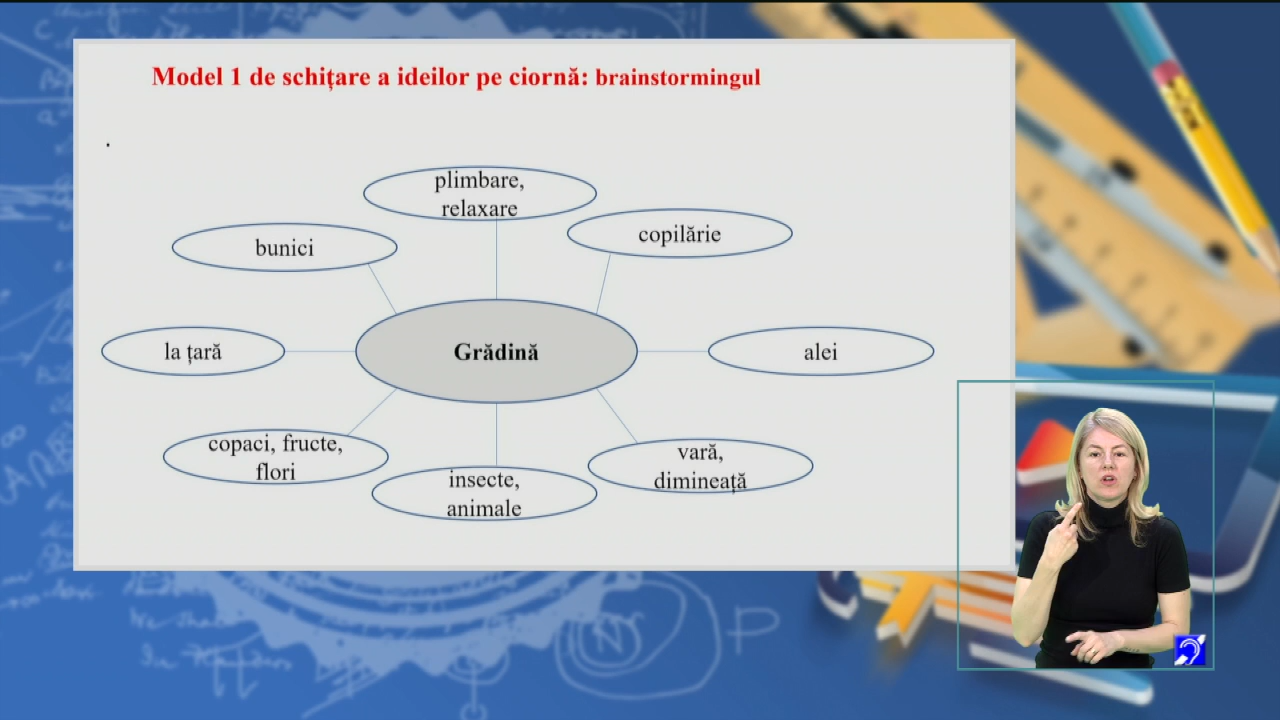 Model 1 de schițare a ideilor pe ciornă: brainstormingul
.
plimbare,
relaxare
copilărie
bunici
la țară
Grădină
alei
copaci, fructe,
flori
vară,
dimineață
insecte,
animale
P